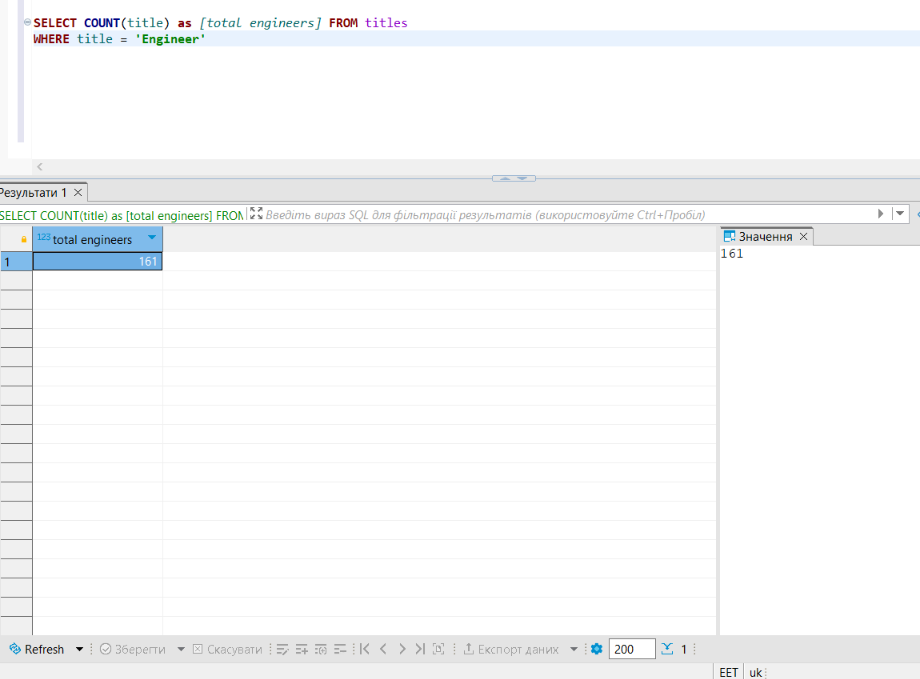 SELECT COUNT(title) as [total engineers] FROM titles
WHERE title = 'Engineer'
Результати 1
SELECT COUNT(title) as [total engineers] FROM
Введіть вираз SQL для фільтрації результатів (використовуйте Ctrl+Пробіл)
123 total engineers
Значення
1 161
161
Refresh Зберегти Скасувати Експорт даних 200 1
EET uk